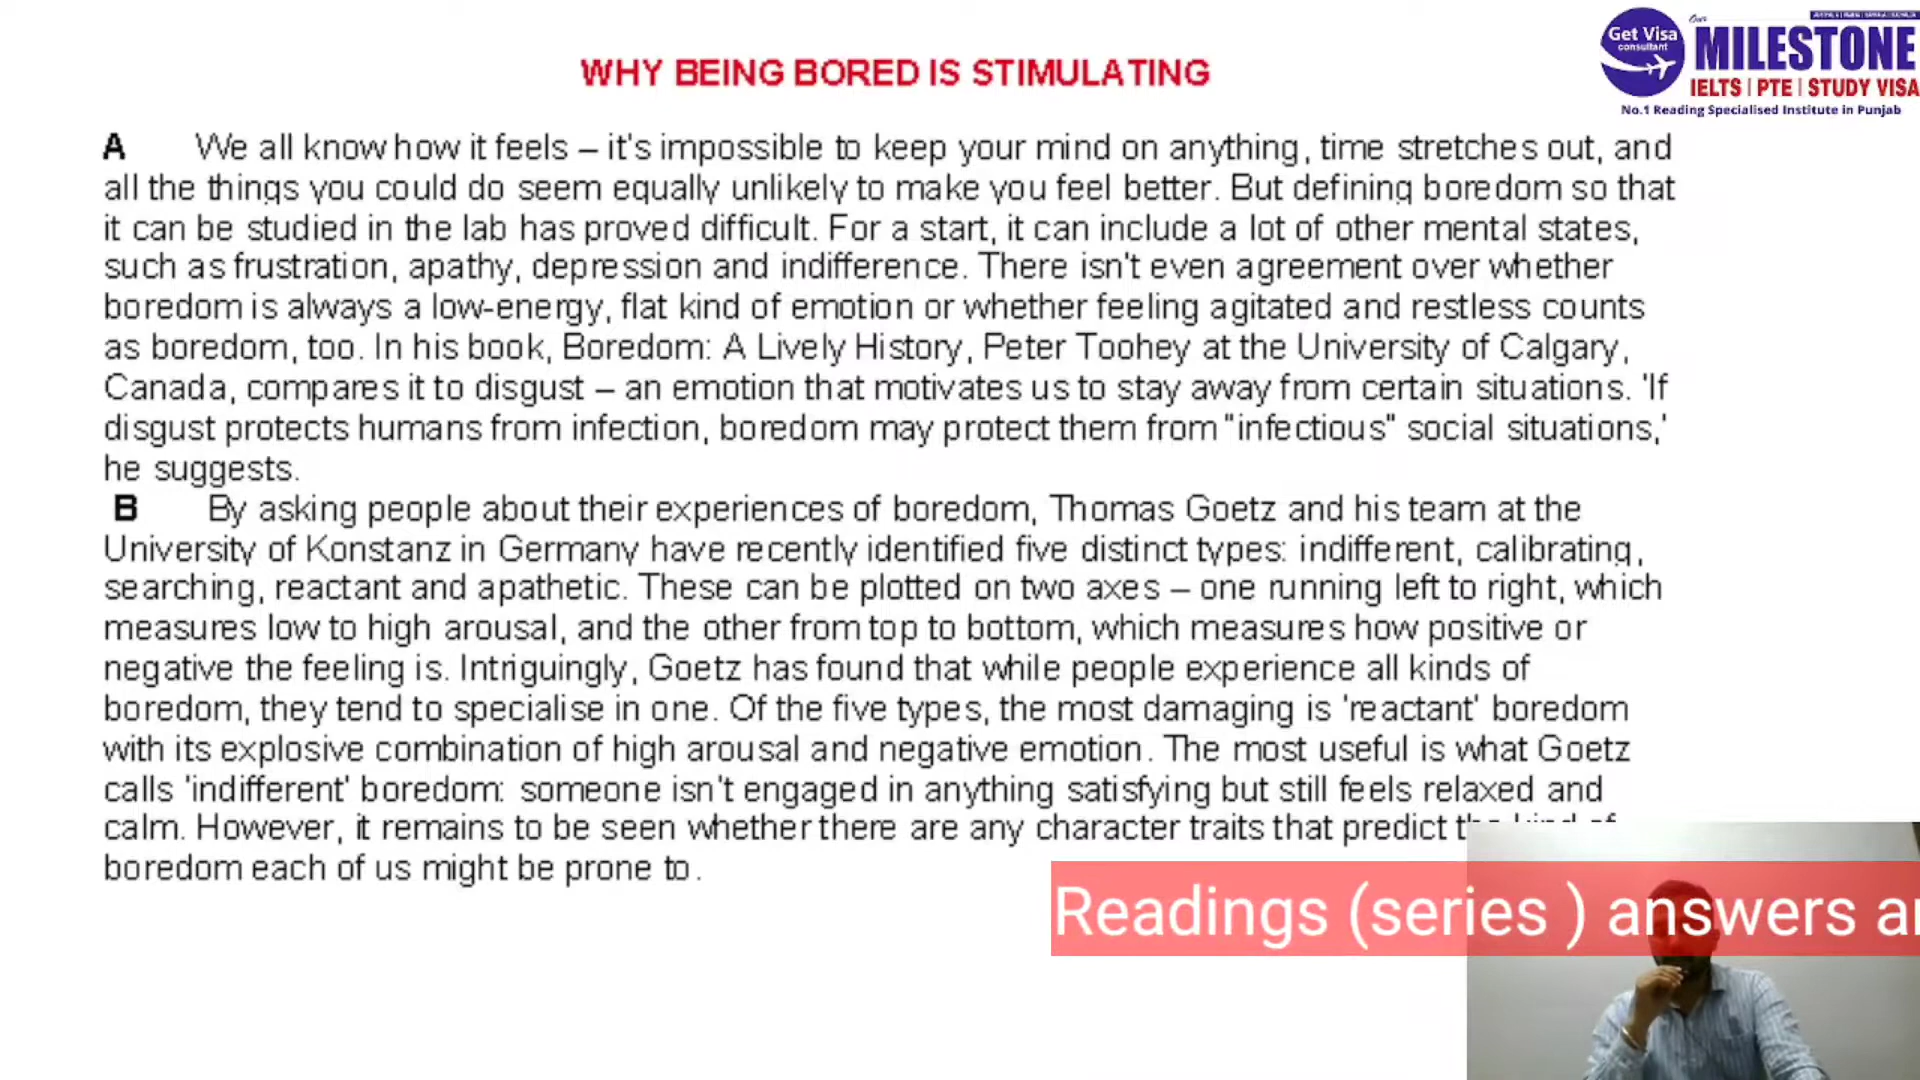 Get Visa
consultant
Our
MILESTONE
IELTS | PTE | STUDY VISA
No.1 Reading Specialised Institute in Punjab
WHY BEING BORED IS STIMULATING
A We all know how it feels – it's impossible to keep your mind on anything, time stretches out, and
all the things you could do seem equally unlikely to make you feel better. But defining boredom so that
it can be studied in the lab has proved difficult. For a start, it can include a lot of other mental states,
such as frustration, apathy, depression and indifference. There isn't even agreement over whether
boredom is always a low-energy, flat kind of emotion or whether feeling agitated and restless counts
as boredom, too. In his book, Boredom: A Lively History, Peter Toohey at the University of Calgary,
Canada, compares it to disgust – an emotion that motivates us to stay away from certain situations. 'If
disgust protects humans from infection, boredom may protect them from "infectious" social situations,'
he suggests.
B By asking people about their experiences of boredom, Thomas Goetz and his team at the
University of Konstanz in Germany have recently identified five distinct types: indifferent, calibrating,
searching, reactant and apathetic. These can be plotted on two axes – one running left to right, which
measures low to high arousal, and the other from top to bottom, which measures how positive or
negative the feeling is. Intriguingly, Goetz has found that while people experience all kinds of
boredom, they tend to specialise in one. Of the five types, the most damaging is 'reactant' boredom
with its explosive combination of high arousal and negative emotion. The most useful is what Goetz
calls 'indifferent' boredom: someone isn't engaged in anything satisfying but still feels relaxed and
calm. However, it remains to be seen whether there are any character traits that predict the kind of
boredom each of us might be prone to.
Readings (series ) answers